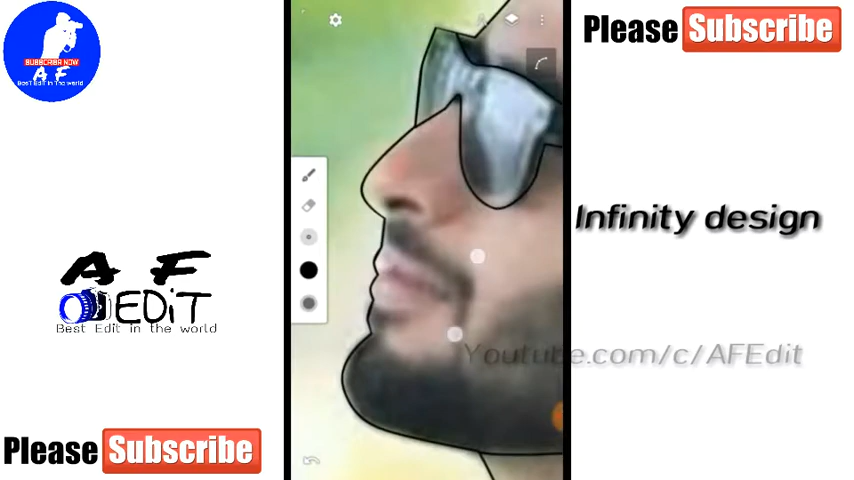 SUBSCRIBR NOW
A F
BesT EdiT in The world
Please Subscribe
Infinity design
A F
EDiT
Best Edit in the world
Youtube.com/c/AFEdit
Please Subscribe